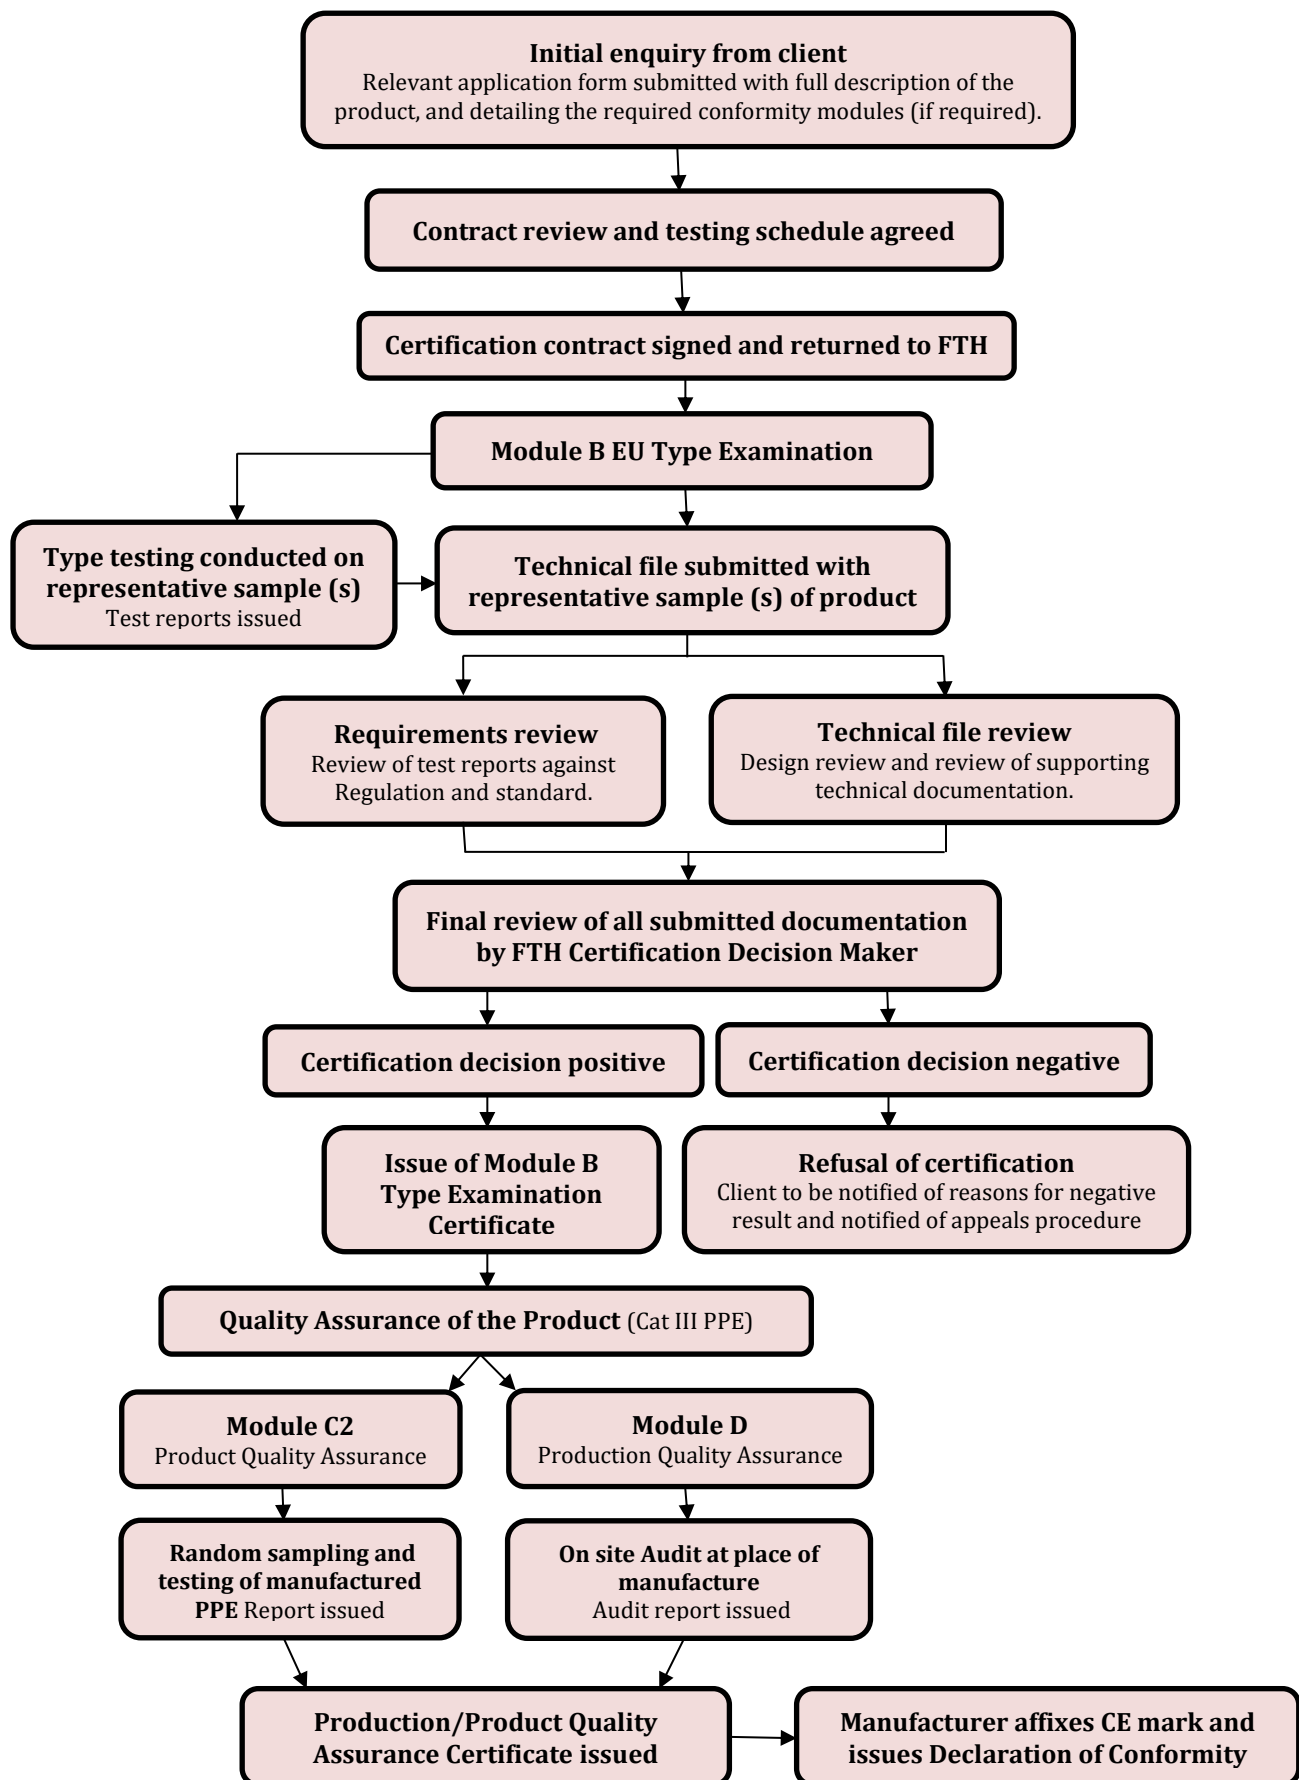 Initial enquiry from client
Relevant application form submitted with full description of the
product, and detailing the required conformity modules (if required).
Contract review and testing schedule agreed
Certification contract signed and returned to FTH
Module B EU Type Examination
Type testing conducted on
representative sample (s)
Test reports issued
Technical file submitted with
representative sample (s) of product
Requirements review
Review of test reports against
Regulation and standard.
Technical file review
Design review and review of supporting
technical documentation.
Final review of all submitted documentation
by FTH Certification Decision Maker
Certification decision positive
Certification decision negative
Issue of Module B
Type Examination
Certificate
Refusal of certification
Client to be notified of reasons for negative
result and notified of appeals procedure
Quality Assurance of the Product (Cat III PPE)
Module C2
Product Quality Assurance
Module D
Production Quality Assurance
Random sampling and
testing of manufactured
PPE Report issued
On site Audit at place of
manufacture
Audit report issued
Production/Product Quality
Assurance Certificate issued
Manufacturer affixes CE mark and
issues Declaration of Conformity